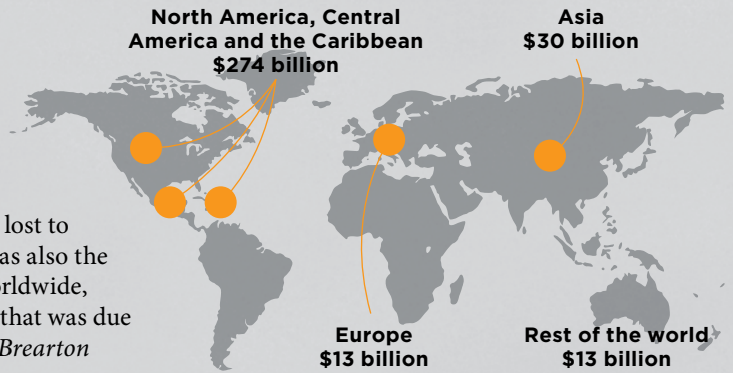 North America, Central
America and the Caribbean
$274 billion
Asia
$30 billion
lost to
as also the
orldwide,
that was due
Brearton
Europe
$13 billion
Rest of the world
$13 billion